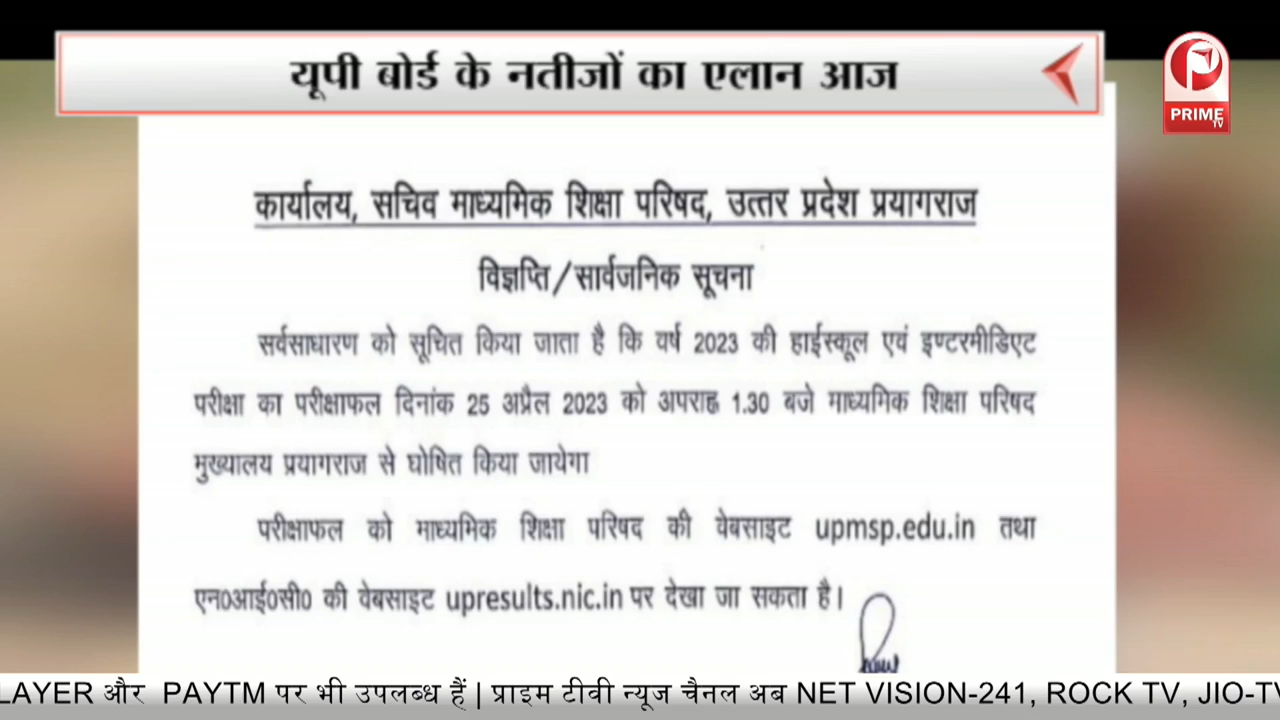 यूपी बोर्ड के नतीजों का एलान आज
PRIME
TV
कार्यालय, सचिव माध्यमिक शिक्षा परिषद, उत्तर प्रदेश प्रयागराज
विज्ञप्ति/सार्वजनिक सूचना
सर्वसाधारण को सूचित किया जाता है कि वर्ष 2023 की हाईस्कूल एवं इण्टरमीडिएट
परीक्षा का परीक्षाफल दिनांक 25 अप्रैल 2023 को अपराह्न 1.30 बजे माध्यमिक शिक्षा परिषद
मुख्यालय प्रयागराज से घोषित किया जायेगा
परीक्षाफल को माध्यमिक शिक्षा परिषद की वेबसाइट upmsp.edu.in तथा
एन0आई0सी0 की वेबसाइट upresults.nic.in पर देखा जा सकता है।
LAYER और PAYTM पर भी उपलब्ध हैं | प्राइम टीवी न्यूज चैनल अब NET VISION-241, ROCK TV, JIO-TV